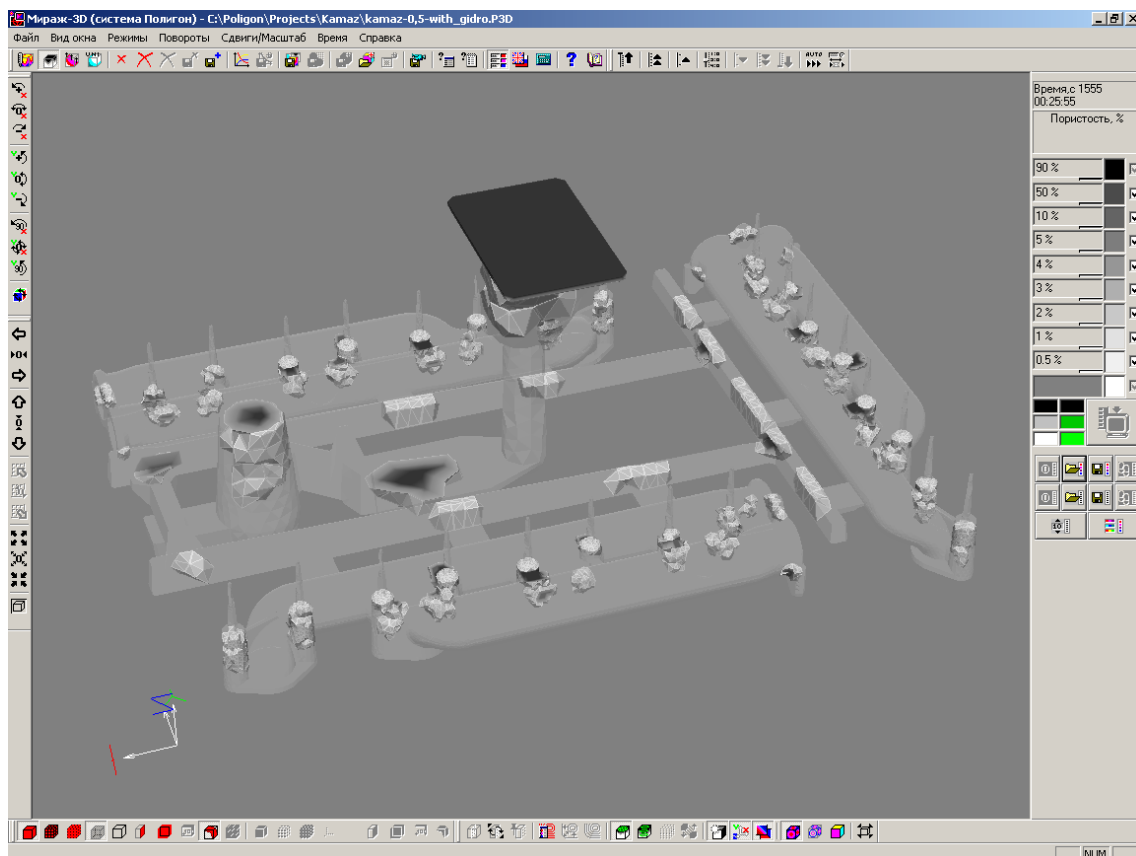 Мираж-3D (система Полигон) - C:\Poligon\Projects\Kamaz\kamaz-0,5-with_gidro.P3D
Файл Вид окна Режимы Повороты Сдвиги/Масштаб Время Справка
Время,с 1555
00:25:55
Пористость, %
90 %
50 %
10 %
5 %
4 %
3 %
2 %
1 %
0.5 %
NUM